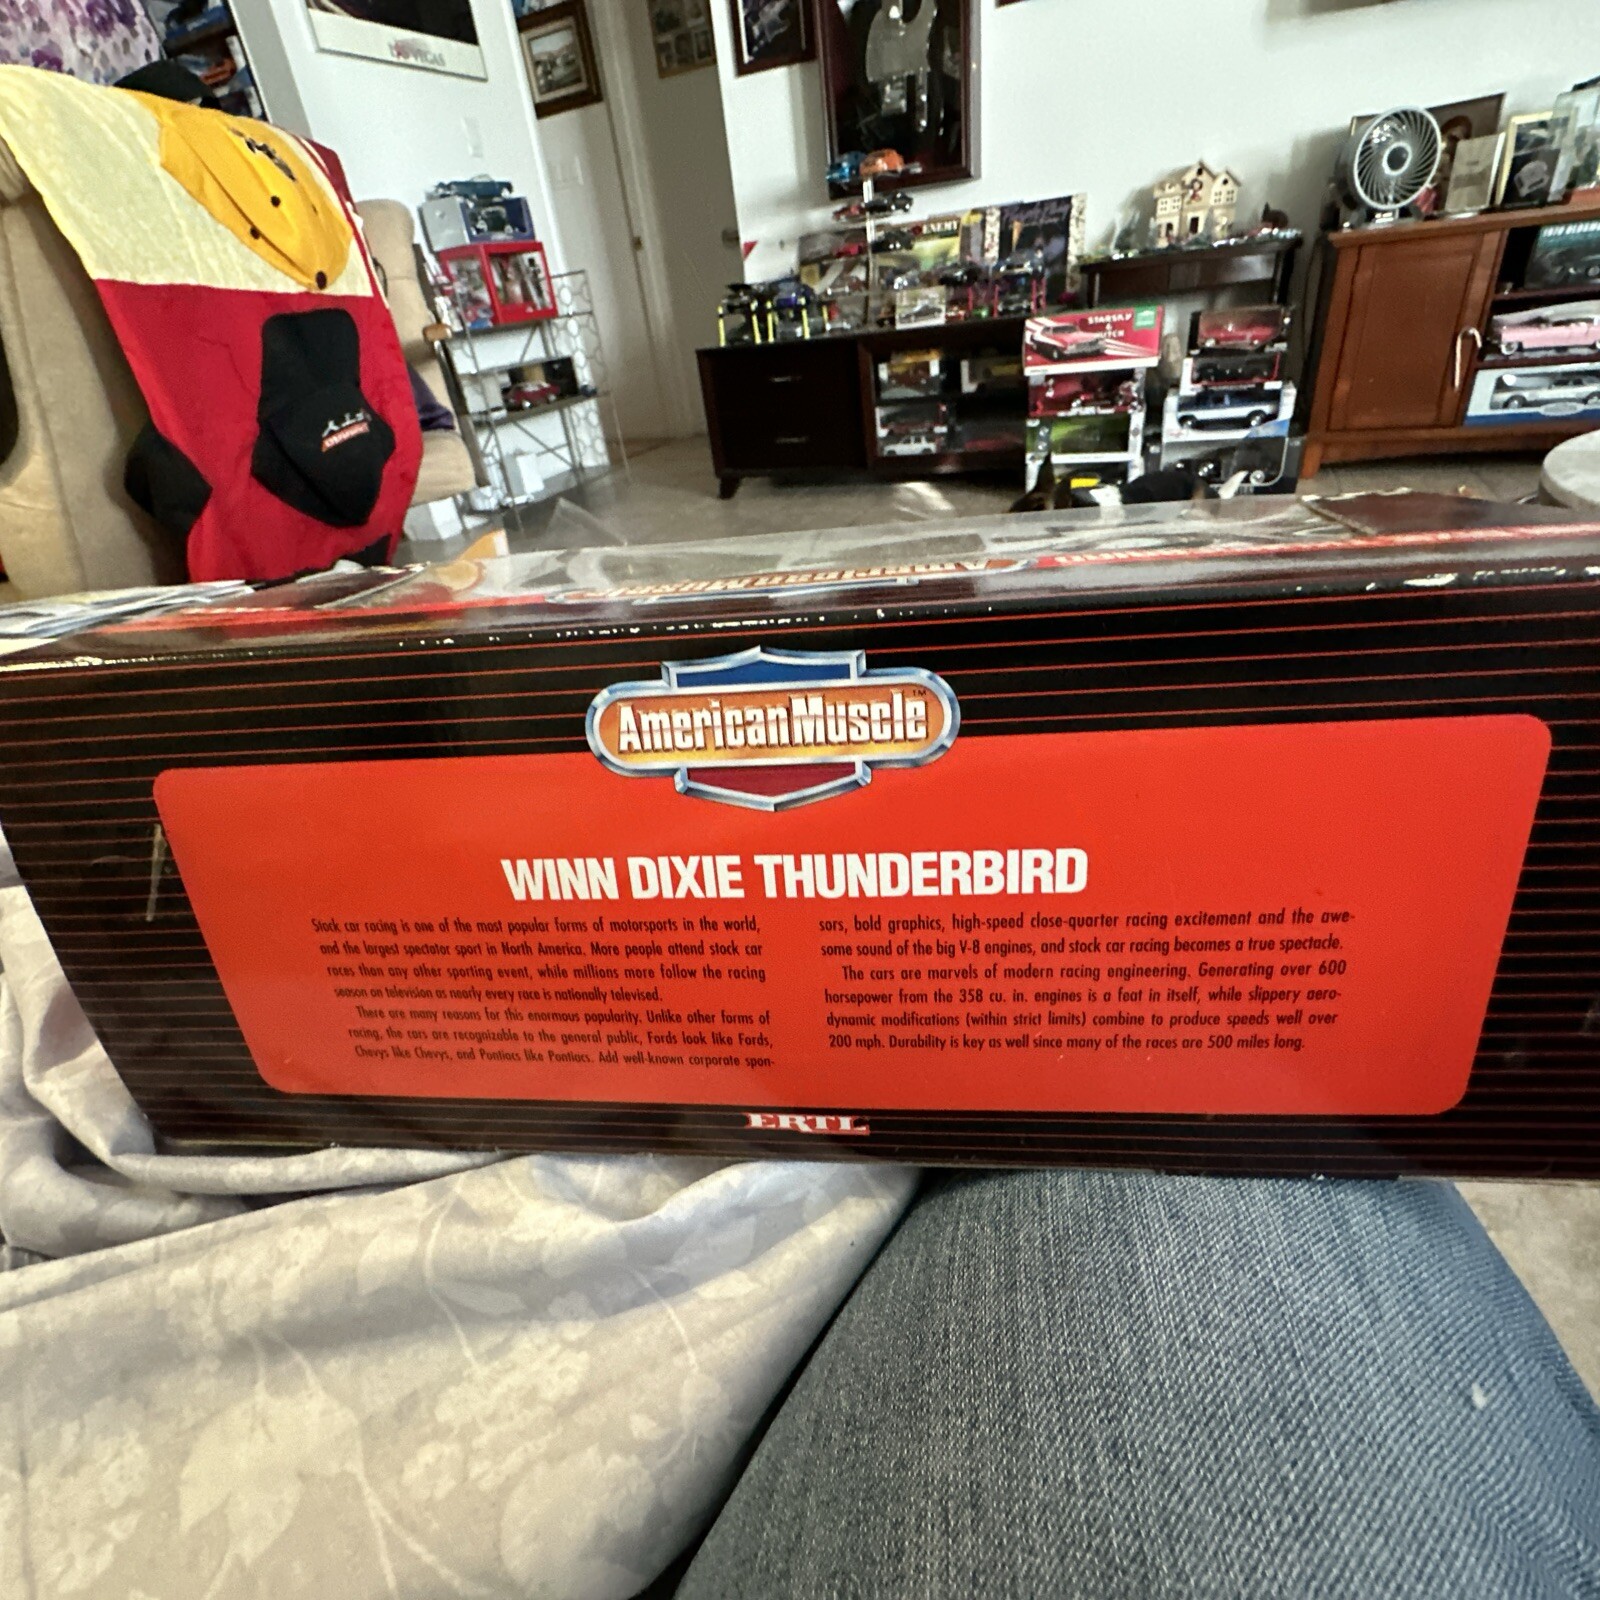 VEGAS
ENEMY
STARSKY
&
HUTCH
AmericanMuscle
AmericanMuscle™
WINN DIXIE THUNDERBIRD
Stock car racing is one of the most popular forms of motorsports in the world,
and the largest spectator sport in North America. More people attend stock car
races than any other sporting event, while millions more follow the racing
season on television as nearly every race is nationally televised.
There are many reasons for this enormous popularity. Unlike other forms of
racing, the cars are recognizable to the general public, Fords look like Fords,
Chevys like Chevys, and Pontiacs like Pontiacs. Add well-known corporate spon-
sors, bold graphics, high-speed close-quarter racing excitement and the awe-
some sound of the big V-8 engines, and stock car racing becomes a true spectacle.
The cars are marvels of modern racing engineering. Generating over 600
horsepower from the 358 cu. in. engines is a feat in itself, while slippery aero-
dynamic modifications (within strict limits) combine to produce speeds well over
200 mph. Durability is key as well since many of the races are 500 miles long.
ERTL